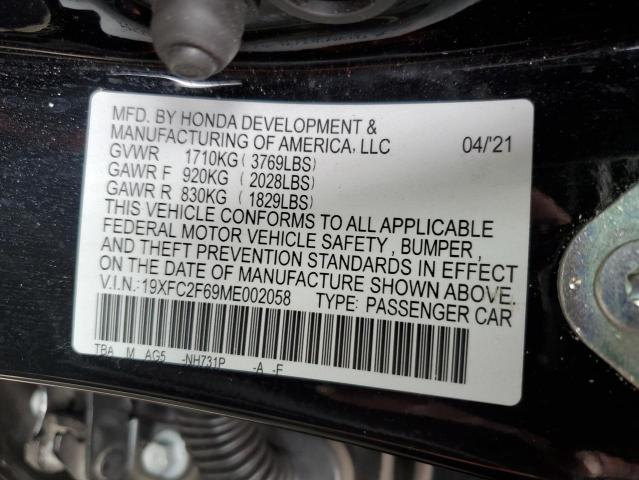 MFD. BY HONDA DEVELOPMENT &
MANUFACTURING OF AMERICA, LLC 04/'21
GVWR 1710KG ( 3769LBS)
GAWR F 920KG ( 2028LBS)
GAWR R 830KG ( 1829LBS)
THIS VEHICLE CONFORMS TO ALL APPLICABLE
FEDERAL MOTOR VEHICLE SAFETY , BUMPER ,
AND THEFT PREVENTION STANDARDS IN EFFECT
ON THE DATE OF MANUFACTURE SHOWN ABOVE.
V.I.N.:19XFC2F69ME002058 TYPE: PASSENGER CAR
TBA M AG5 -NH731P -A -F